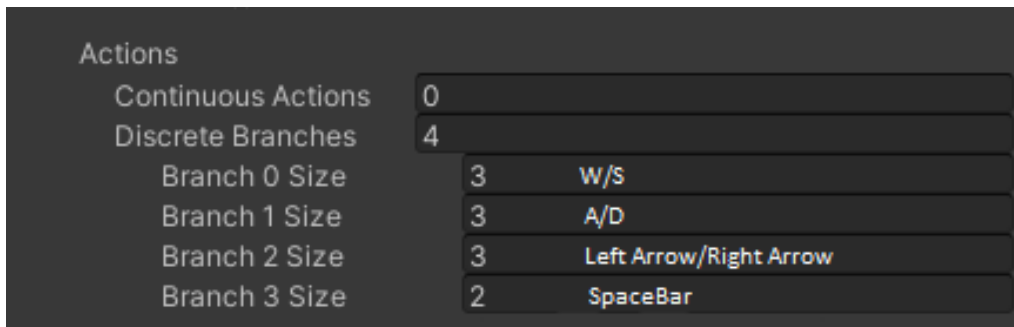 Actions
Continuous Actions 0
Discrete Branches 4
Branch 0 Size 3 W/S
Branch 1 Size 3 A/D
Branch 2 Size 3 Left Arrow/Right Arrow
Branch 3 Size 2 SpaceBar